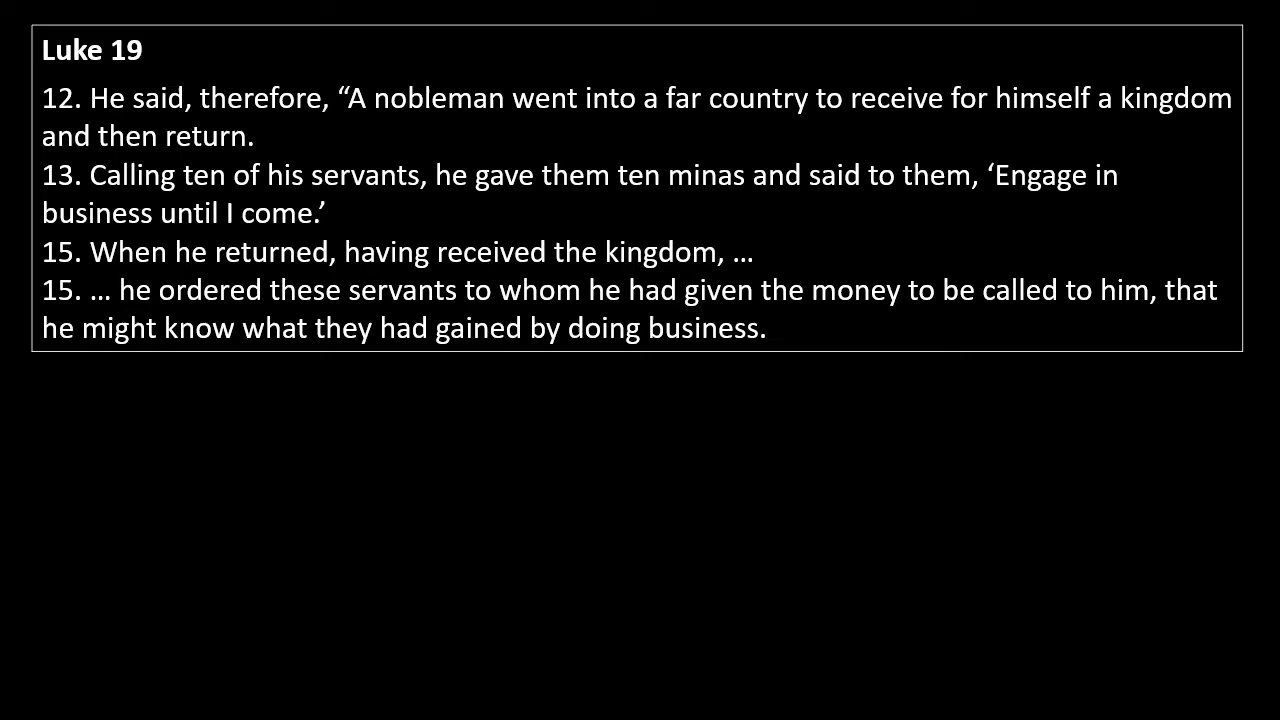 Luke 19
12. He said, therefore, “A nobleman went into a far country to receive for himself a kingdom
and then return.
13. Calling ten of his servants, he gave them ten minas and said to them, ‘Engage in
business until I come.’
15. When he returned, having received the kingdom, …
15. … he ordered these servants to whom he had given the money to be called to him, that
he might know what they had gained by doing business.